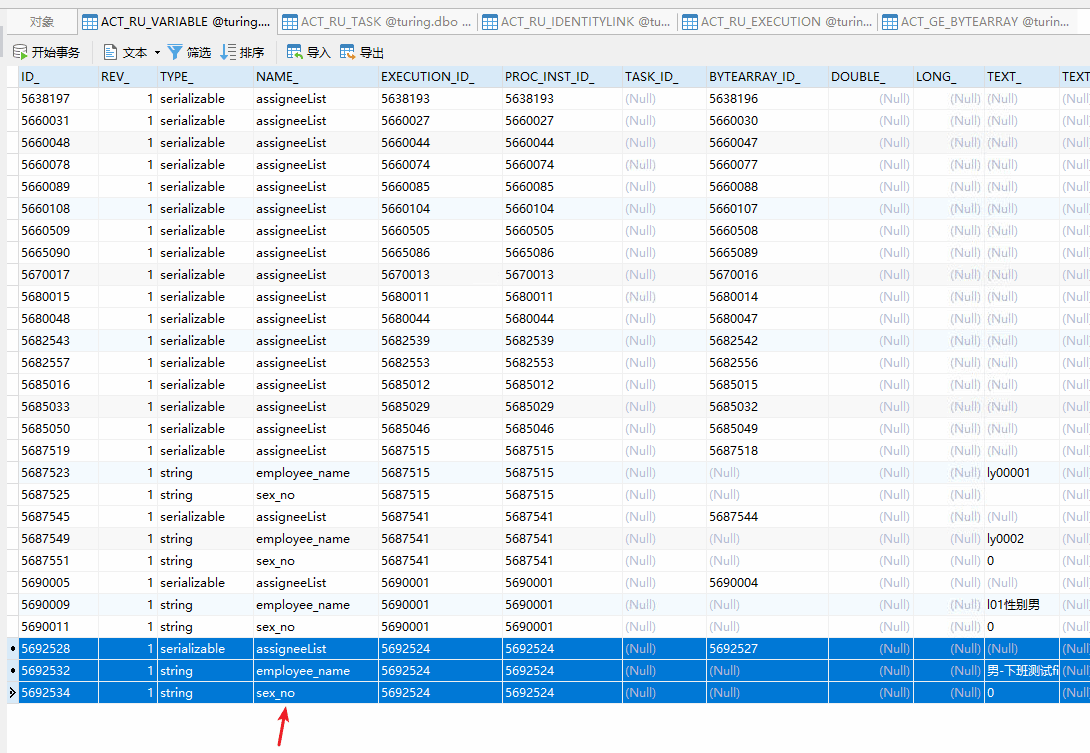 对象 ACT_RU_VARIABLE @turing.... ACT_RU_TASK @turing.dbo ... ACT_RU_IDENTITYLINK @tu... ACT_RU_EXECUTION @turin... ACT_GE_BYTEARRAY @turin...
开始事务 文本 筛选 排序 导入 导出
ID_ REV_ TYPE_ NAME_ EXECUTION_ID_ PROC_INST_ID_ TASK_ID_ BYTEARRAY_ID_ DOUBLE_ LONG_ TEXT_ TEXT
5638197 1 serializable assigneeList 5638193 5638193 (Null) 5638196 (Null) (Null) (Null) (Null
5660031 1 serializable assigneeList 5660027 5660027 (Null) 5660030 (Null) (Null) (Null) (Null
5660048 1 serializable assigneeList 5660044 5660044 (Null) 5660047 (Null) (Null) (Null) (Null
5660078 1 serializable assigneeList 5660074 5660074 (Null) 5660077 (Null) (Null) (Null) (Null
5660089 1 serializable assigneeList 5660085 5660085 (Null) 5660088 (Null) (Null) (Null) (Null
5660108 1 serializable assigneeList 5660104 5660104 (Null) 5660107 (Null) (Null) (Null) (Null
5660509 1 serializable assigneeList 5660505 5660505 (Null) 5660508 (Null) (Null) (Null) (Null
5665090 1 serializable assigneeList 5665086 5665086 (Null) 5665089 (Null) (Null) (Null) (Null
5670017 1 serializable assigneeList 5670013 5670013 (Null) 5670016 (Null) (Null) (Null) (Null
5680015 1 serializable assigneeList 5680011 5680011 (Null) 5680014 (Null) (Null) (Null) (Null
5680048 1 serializable assigneeList 5680044 5680044 (Null) 5680047 (Null) (Null) (Null) (Null
5682543 1 serializable assigneeList 5682539 5682539 (Null) 5682542 (Null) (Null) (Null) (Null
5682557 1 serializable assigneeList 5682553 5682553 (Null) 5682556 (Null) (Null) (Null) (Null
5685016 1 serializable assigneeList 5685012 5685012 (Null) 5685015 (Null) (Null) (Null) (Null
5685033 1 serializable assigneeList 5685029 5685029 (Null) 5685032 (Null) (Null) (Null) (Null
5685050 1 serializable assigneeList 5685046 5685046 (Null) 5685049 (Null) (Null) (Null) (Null
5687519 1 serializable assigneeList 5687515 5687515 (Null) 5687518 (Null) (Null) (Null) (Null
5687523 1 string employee_name 5687515 5687515 (Null) (Null) (Null) (Null) ly00001 (Null
5687525 1 string sex_no 5687515 5687515 (Null) (Null) (Null) (Null) (Null
5687545 1 serializable assigneeList 5687541 5687541 (Null) 5687544 (Null) (Null) (Null) (Null
5687549 1 string employee_name 5687541 5687541 (Null) (Null) (Null) (Null) ly0002 (Null
5687551 1 string sex_no 5687541 5687541 (Null) (Null) (Null) (Null) 0 (Null
5690005 1 serializable assigneeList 5690001 5690001 (Null) 5690004 (Null) (Null) (Null) (Null
5690009 1 string employee_name 5690001 5690001 (Null) (Null) (Null) (Null) l01性别男 (Null
5690011 1 string sex_no 5690001 5690001 (Null) (Null) (Null) (Null) 0 (Null
5692528 1 serializable assigneeList 5692524 5692524 (Null) 5692527 (Null) (Null) (Null) (Null
5692532 1 string employee_name 5692524 5692524 (Null) (Null) (Null) (Null) 男-下班测试fi (Null
5692534 1 string sex_no 5692524 5692524 (Null) (Null) (Null) (Null) 0 (Null